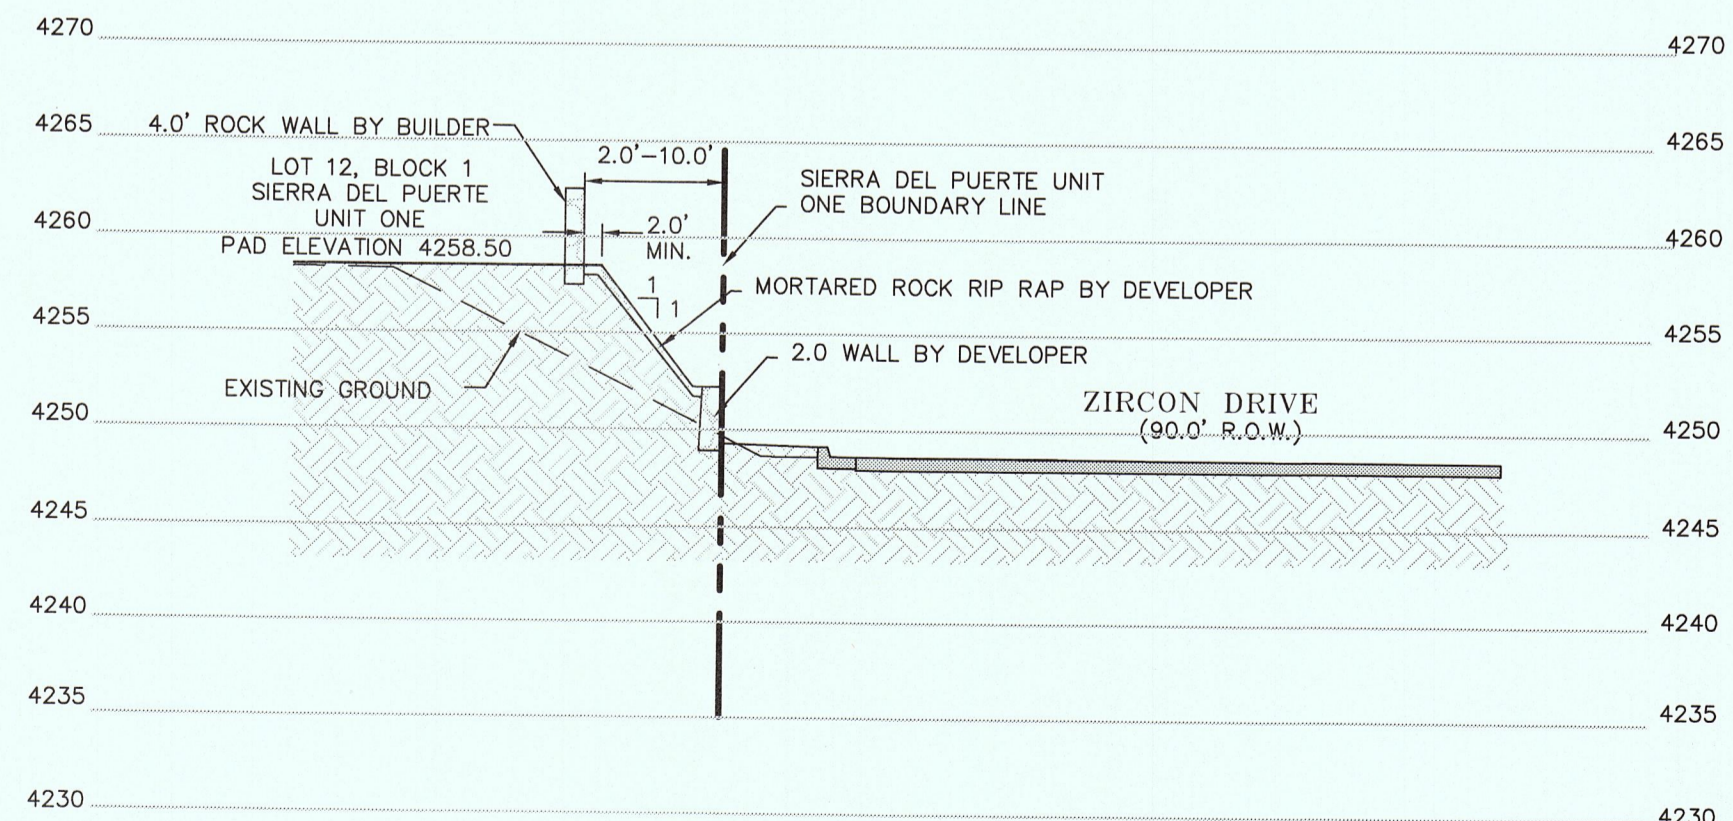 4270
4270
4265
4265
4.0' ROCK WALL BY BUILDER
LOT 12, BLOCK 1
SIERRA DEL PUERTE
UNIT ONE
PAD ELEVATION 4258.50
2.0'-10.0'
2.0'
MIN.
SIERRA DEL PUERTE UNIT
ONE BOUNDARY LINE
4260
4260
1
1
MORTARED ROCK RIP RAP BY DEVELOPER
4255
4255
2.0 WALL BY DEVELOPER
EXISTING GROUND
ZIRCON DRIVE
(90.0' R.O.W.)
4250
4250
4245
4245
4240
4240
4235
4235
4230
4230